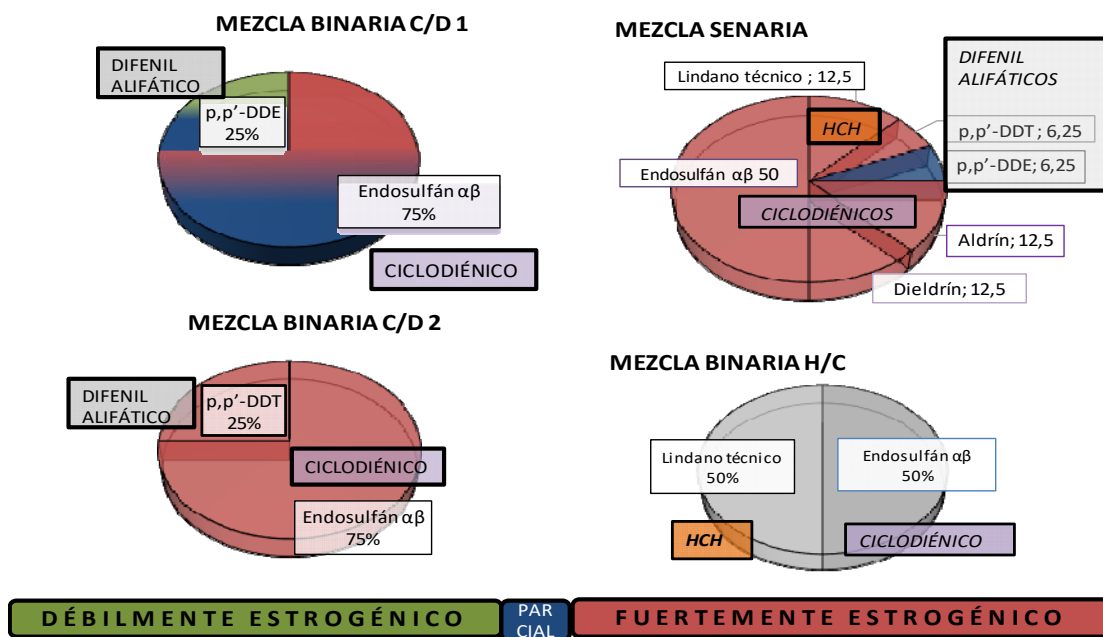 MEZCLA BINARIA C/D 1
DIFENIL
ALIFÁTICO
p,p’-DDE
25%
Endosulfán αβ
75%
CICLODIÉNICO
MEZCLA SENARIA
Lindano técnico ; 12,5
DIFENIL
ALIFÁTICOS
HCH
p,p’-DDT ; 6,25
p,p’-DDE; 6,25
Endosulfán αβ 50
CICLODIÉNICOS
Aldrín; 12,5
Dieldrín; 12,5
MEZCLA BINARIA C/D 2
DIFENIL
ALIFÁTICO
p,p’-DDT
25%
CICLODIÉNICO
Endosulfán αβ
75%
MEZCLA BINARIA H/C
Lindano técnico
50%
Endosulfán αβ
50%
HCH
CICLODIÉNICO
DÉBILMENTE ESTROGÉNICO
PAR
CIAL
FUERTEMENTE ESTROGÉNICO